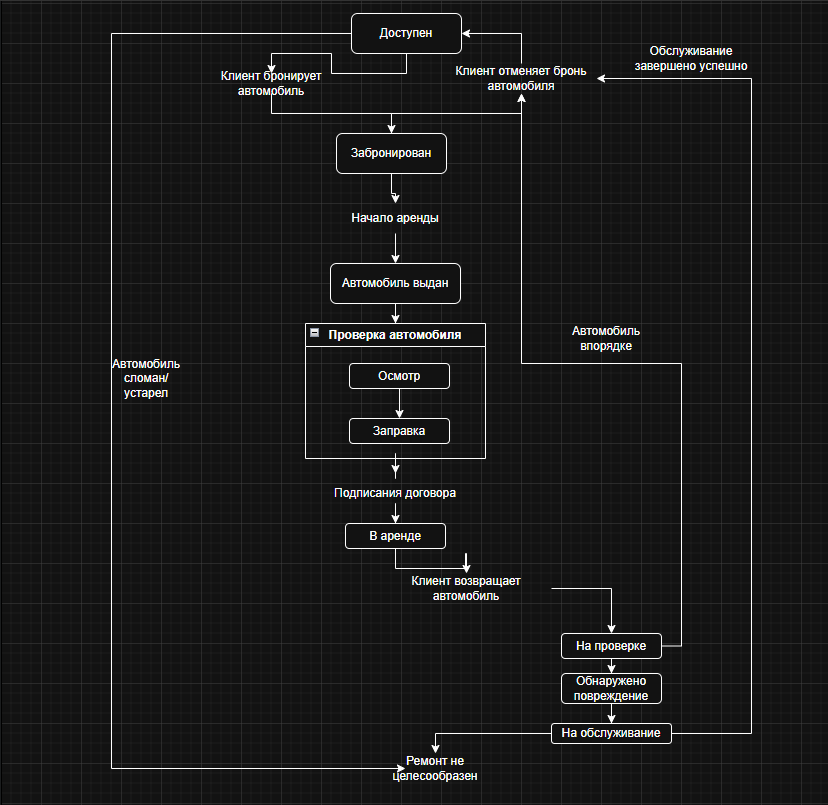 Доступен
Обслуживание
завершено успешно
Клиент бронирует
автомобиль
Клиент отменяет бронь
автомобиля
Забронирован
Начало аренды
Автомобиль выдан
Проверка автомобиля
Автомобиль
впорядке
Осмотр
Автомобиль
сломан/
устарел
Заправка
Подписания договора
В аренде
Клиент возвращает
автомобиль
На проверке
Обнаружено
повреждение
На обслуживание
Ремонт не
целесообразен